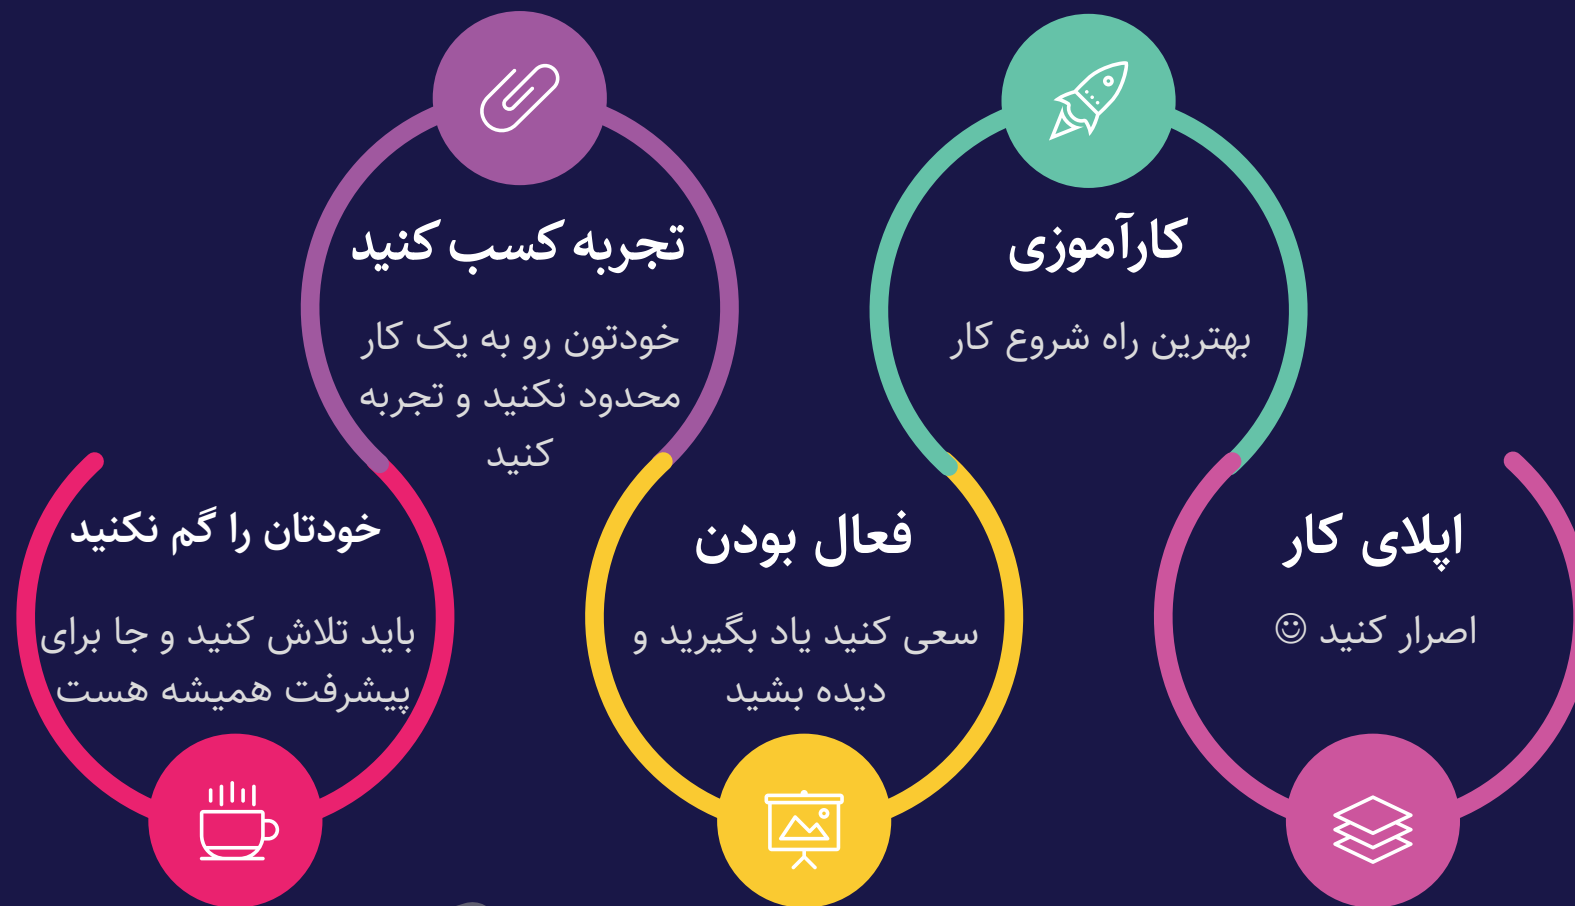 اپلای کار
اصرار کنید ☺
کارآموزی
بهترین راه شروع کار
فعال بودن
سعی کنید یاد بگیرید و
دیده بشید
تجربه کسب کنید
خودتون رو به یک کار
محدود نکنید و تجربه
کنید
خودتان را گم نکنید
باید تلاش کنید و جا برای
پیشرفت همیشه هست